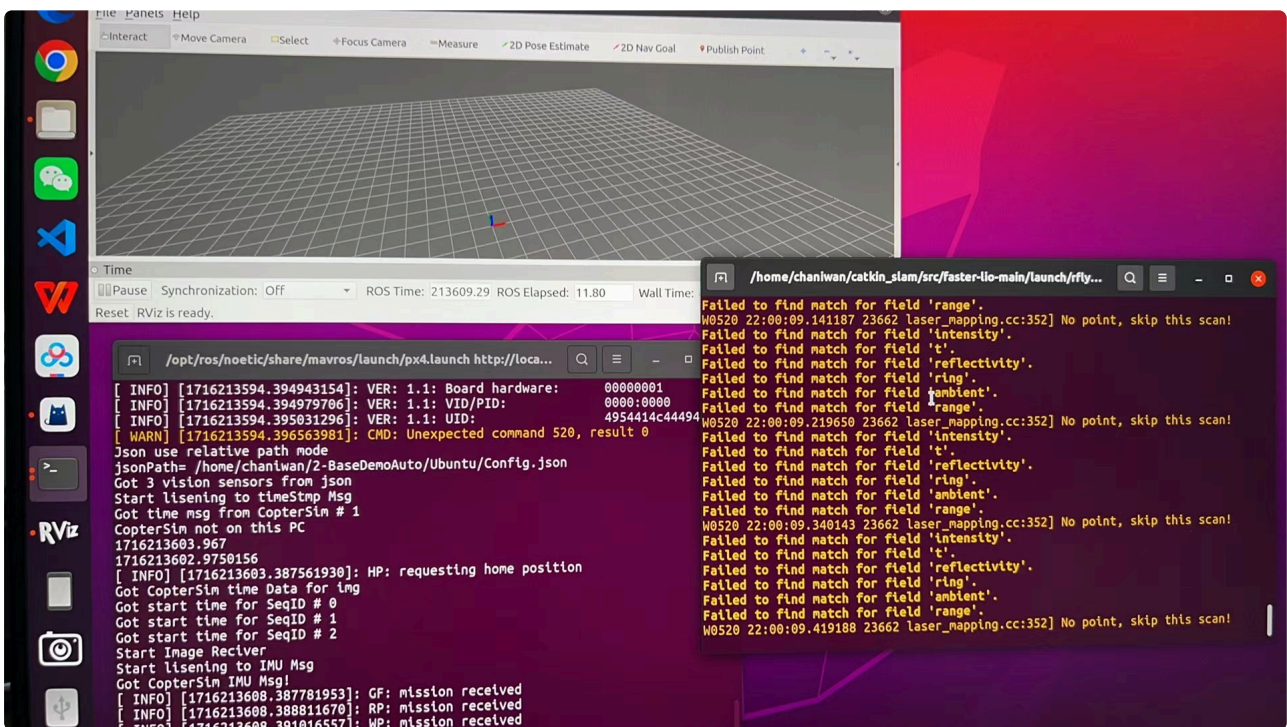 File Panels Help
Interact Move Camera Select Focus Camera Measure 2D Pose Estimate 2D Nav Goal Publish Point
Time
Pause Synchronization: Off ROS Time: 213609.29 ROS Elapsed: 11.80 Wall Time:
Reset RViz is ready.
RViz
/opt/ros/noetic/share/mavros/launch/px4.launch http://loca...
[ INFO] [1716213594.394943154]: VER: 1.1: Board hardware: 00000001
[ INFO] [1716213594.394979706]: VER: 1.1: VID/PID: 0000:0000
[ INFO] [1716213594.395031296]: VER: 1.1: UID: 4954414c44494
[ WARN] [1716213594.396563981]: CMD: Unexpected command 520, result 0
Json use relative path mode
jsonPath= /home/chaniwan/2-BaseDemoAuto/Ubuntu/Config.json
Got 3 vision sensors from json
Start lisening to timeStmp Msg
Got time msg from CopterSim # 1
CopterSim not on this PC
1716213603.967
1716213602.9750156
[ INFO] [1716213603.387561930]: HP: requesting home position
Got CopterSim time Data for img
Got start time for SeqID # 0
Got start time for SeqID # 1
Got start time for SeqID # 2
Start Image Reciver
Start lisening to IMU Msg
Got CopterSim IMU Msg!
[ INFO] [1716213608.387781953]: GF: mission received
[ INFO] [1716213608.388811670]: RP: mission received
[ INFO] [1716213608.391016557]: WP: mission received
/home/chaniwan/catkin_slam/src/faster-lio-main/launch/rfly...
Failed to find match for field 'range'.
W0520 22:00:09.141187 23662 laser_mapping.cc:352] No point, skip this scan!
Failed to find match for field 'intensity'.
Failed to find match for field 't'.
Failed to find match for field 'reflectivity'.
Failed to find match for field 'ring'.
Failed to find match for field 'ambient'.
Failed to find match for field 'range'.
W0520 22:00:09.219650 23662 laser_mapping.cc:352] No point, skip this scan!
Failed to find match for field 'intensity'.
Failed to find match for field 't'.
Failed to find match for field 'reflectivity'.
Failed to find match for field 'ring'.
Failed to find match for field 'ambient'.
Failed to find match for field 'range'.
W0520 22:00:09.340143 23662 laser_mapping.cc:352] No point, skip this scan!
Failed to find match for field 'intensity'.
Failed to find match for field 't'.
Failed to find match for field 'reflectivity'.
Failed to find match for field 'ring'.
Failed to find match for field 'ambient'.
Failed to find match for field 'range'.
W0520 22:00:09.419188 23662 laser_mapping.cc:352] No point, skip this scan!